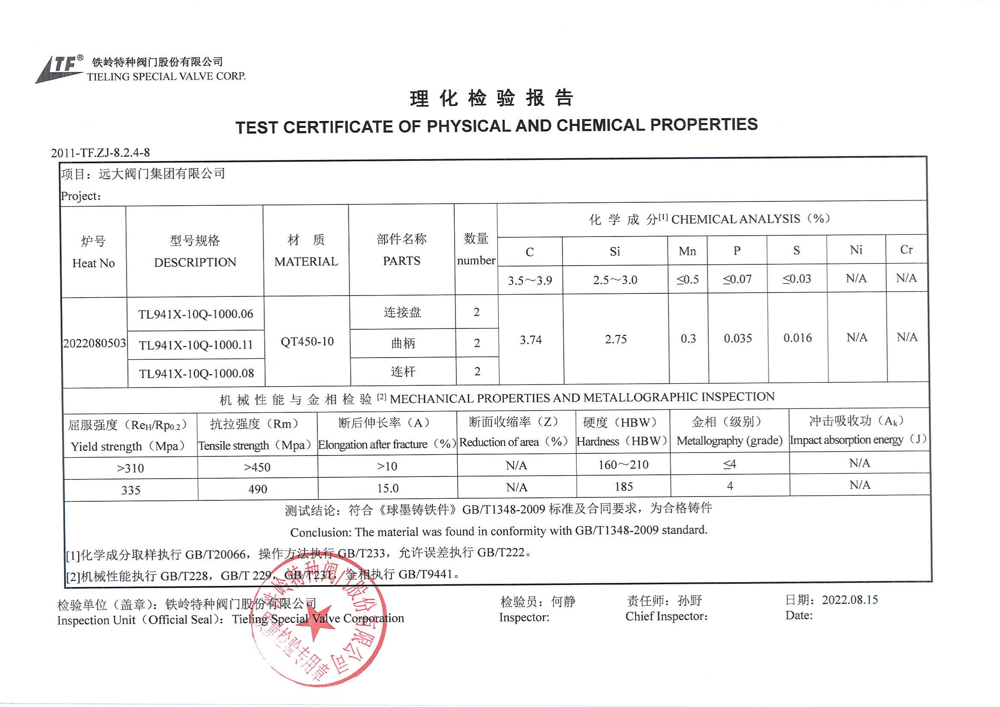 TF® 铁岭特种阀门股份有限公司
TIELING SPECIAL VALVE CORP.
理化检验报告
TEST CERTIFICATE OF PHYSICAL AND CHEMICAL PROPERTIES
2011-TF.ZJ-8.2.4-8
项目：远大阀门集团有限公司
Project：
炉号 Heat No
型号规格 DESCRIPTION
材 质 MATERIAL
部件名称 PARTS
数量 number
化 学 成 分[1] CHEMICAL ANALYSIS（%）
C Si Mn P S Ni Cr
3.5～3.9 2.5～3.0 ≤0.5 ≤0.07 ≤0.03 N/A N/A
2022080503
TL941X-10Q-1000.06
TL941X-10Q-1000.11
TL941X-10Q-1000.08
QT450-10
连接盘 2
曲柄 2
连杆 2
3.74 2.75 0.3 0.035 0.016 N/A N/A
机 械 性 能 与 金 相 检 验 [2] MECHANICAL PROPERTIES AND METALLOGRAPHIC INSPECTION
屈服强度（ReH/Rp0.2） 抗拉强度（Rm） 断后伸长率（A） 断面收缩率（Z） 硬度（HBW） 金相（级别） 冲击吸收功（Ak）
Yield strength（Mpa） Tensile strength（Mpa） Elongation after fracture（%） Reduction of area（%） Hardness（HBW） Metallography (grade) Impact absorption energy（J）
>310 >450 >10 N/A 160～210 ≤4 N/A
335 490 15.0 N/A 185 4 N/A
测试结论：符合《球墨铸铁件》GB/T1348-2009 标准及合同要求，为合格铸件
Conclusion: The material was found in conformity with GB/T1348-2009 standard.
[1]化学成分取样执行 GB/T20066，操作方法执行 GB/T233，允许误差执行 GB/T222。
[2]机械性能执行 GB/T228，GB/T 229，GB/T231，金相执行 GB/T9441。
检验单位（盖章）：铁岭特种阀门股份有限公司 检验员：何静 责任师：孙野 日期：2022.08.15
Inspection Unit（Official Seal）：Tieling Special Valve Corporation Inspector: Chief Inspector： Date:
铁岭特种阀门股份有限公司
质量检验专用章